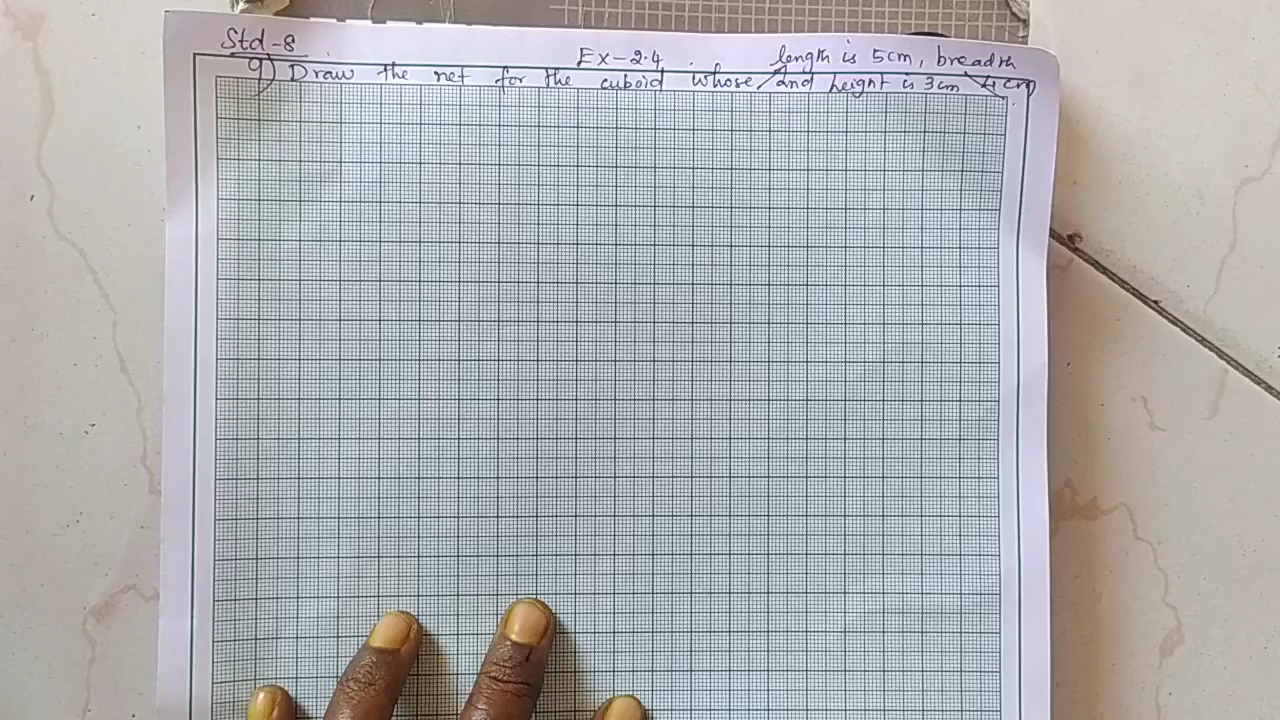 Std-8
Ex-2.4
length is 5cm, breadth
9) Draw the net for the cuboid whose and height is 3cm 4cm